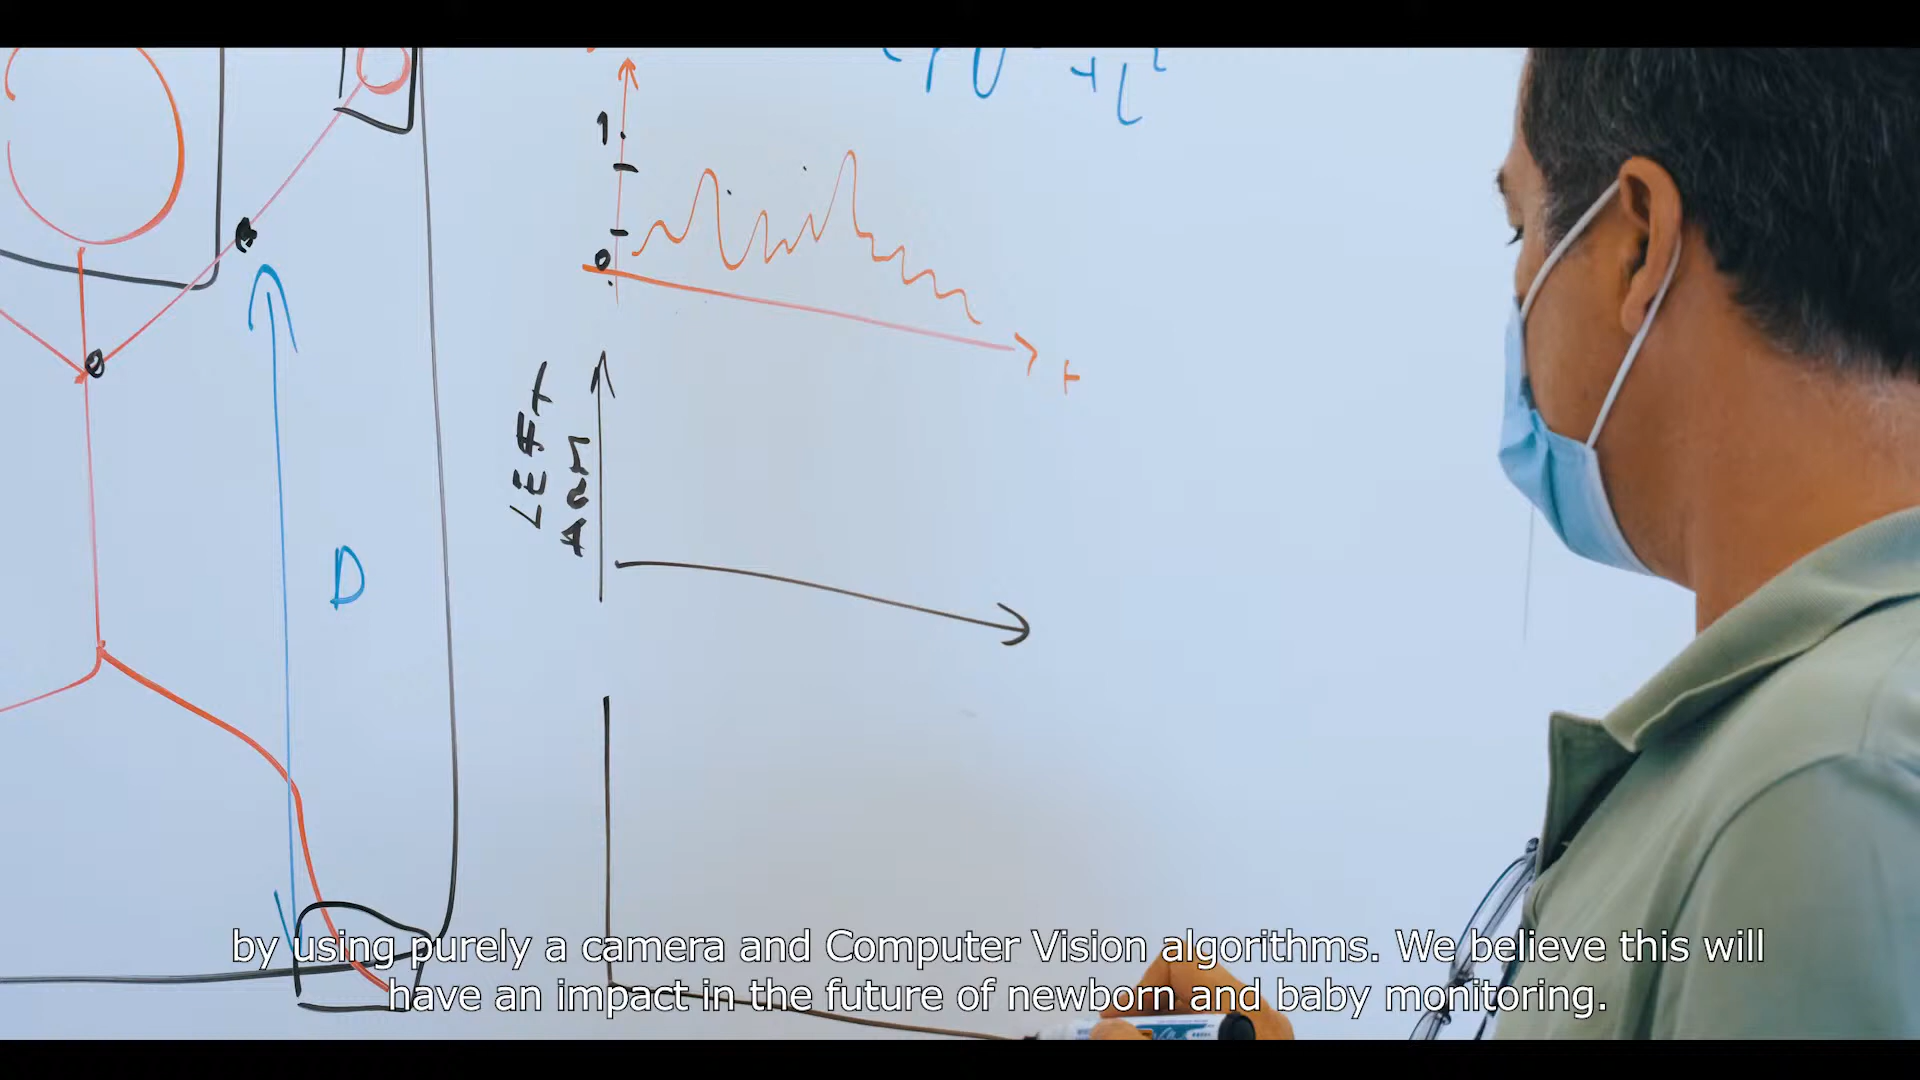 1
0
t
LEFT
ARM
D
by using purely a camera and Computer Vision algorithms. We believe this will
have an impact in the future of newborn and baby monitoring.